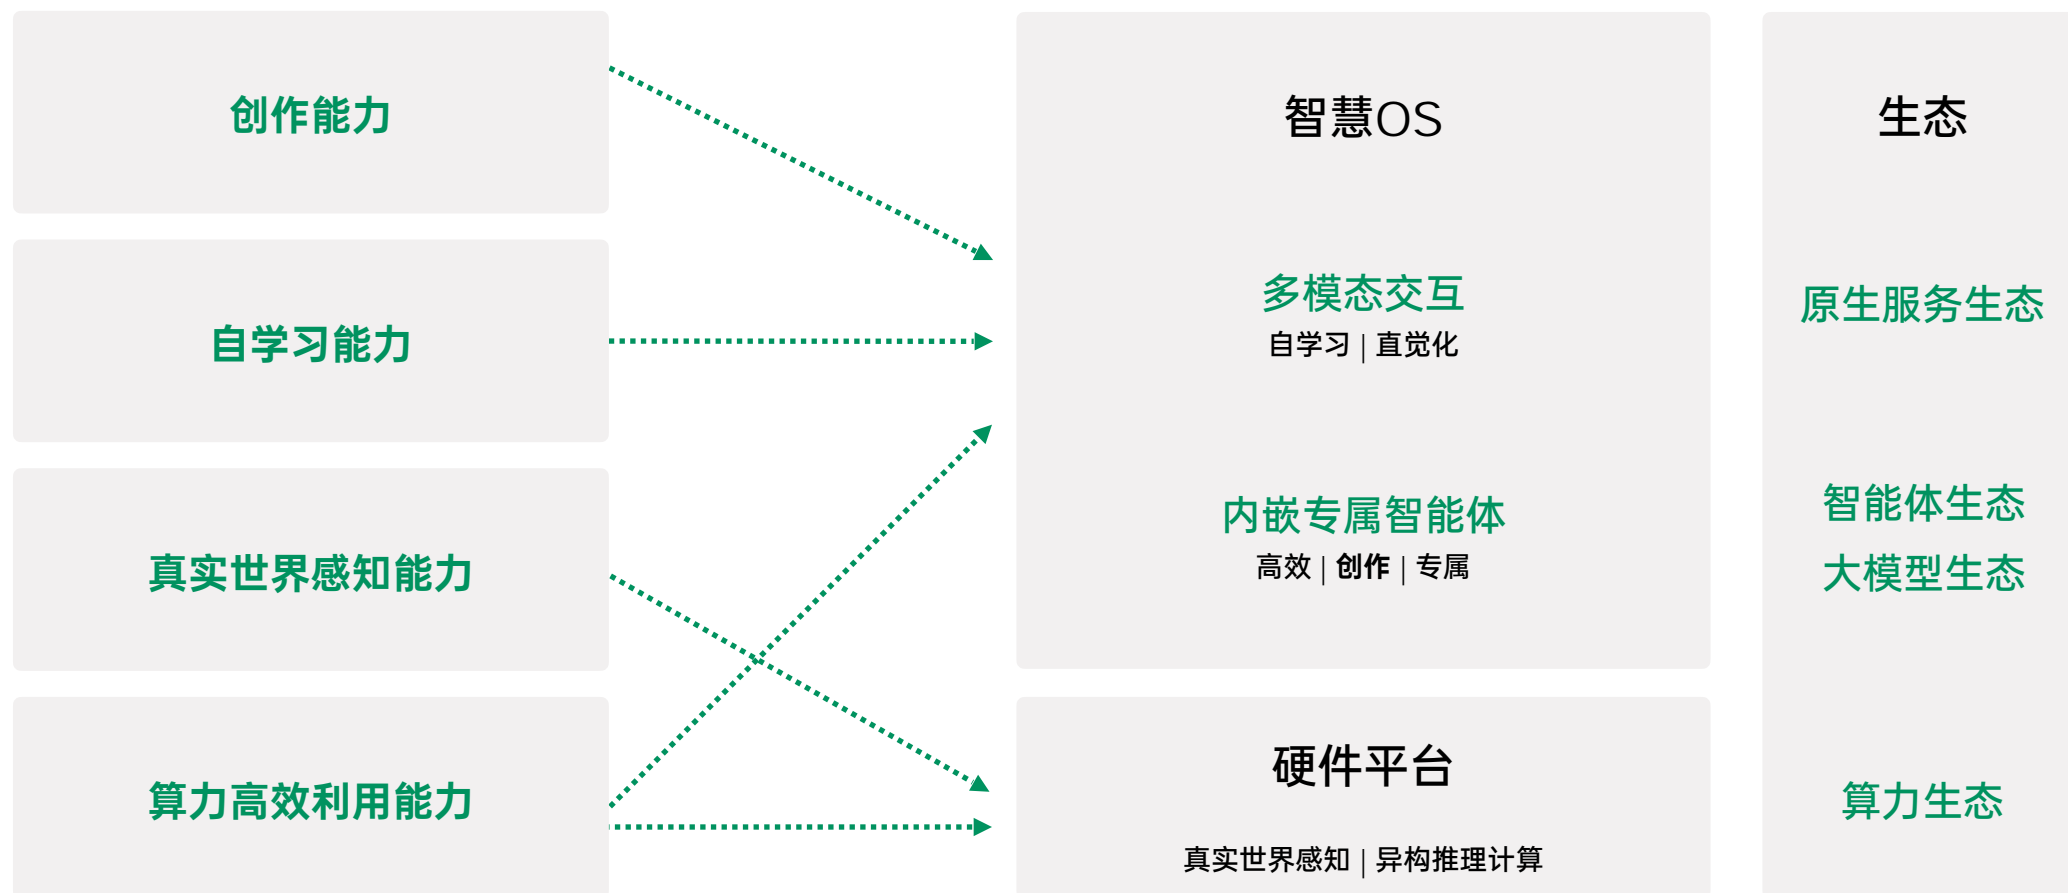 创作能力
自学习能力
真实世界感知能力
算力高效利用能力
智慧OS
多模态交互
自学习 | 直觉化
内嵌专属智能体
高效 | 创作 | 专属
硬件平台
真实世界感知 | 异构推理计算
生态
原生服务生态
智能体生态
大模型生态
算力生态